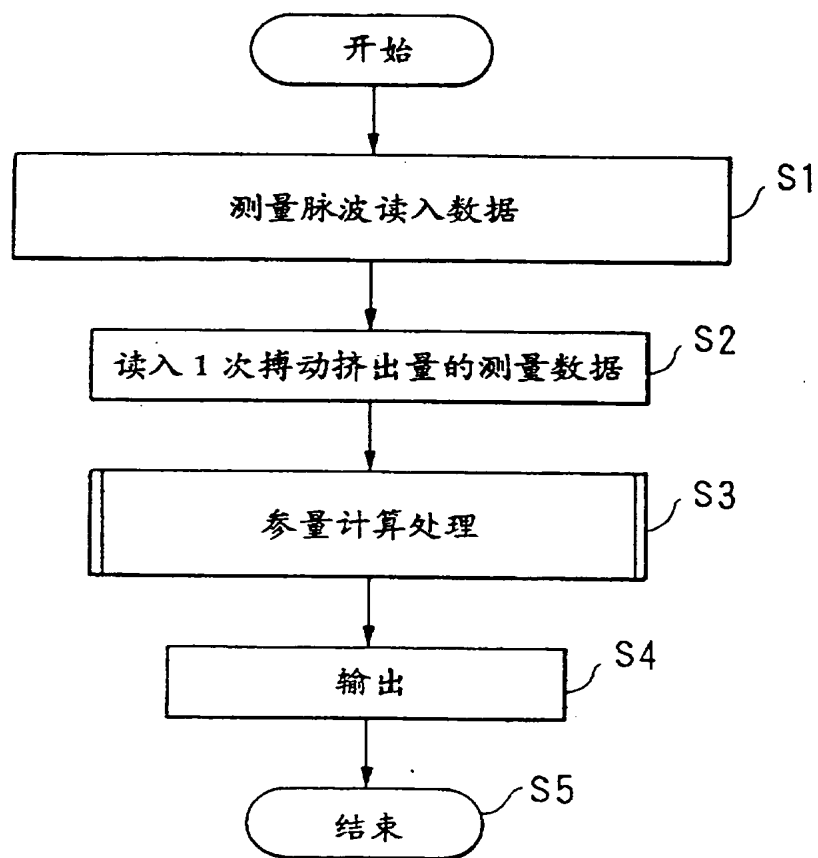 开始
测量脉波读入数据
S1
读入1次搏动挤出量的测量数据
S2
参量计算处理
S3
输出
S4
结束
S5